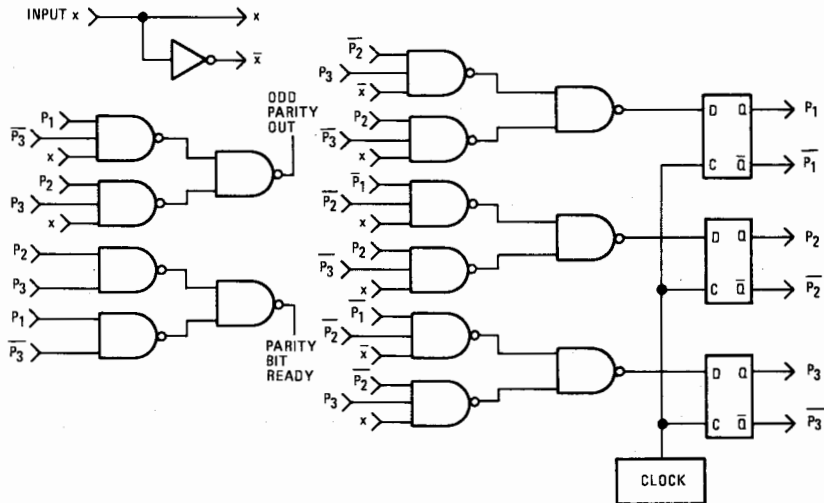 INPUT x
x
x̅
P₁
P̅₃
x
P₂
P₃
x
ODD
PARITY
OUT
P₂
P₃
P₁
P̅₃
PARITY
BIT
READY
P̅₂
P₃
x̅
P₂
P̅₃
x
P̅₁
P̅₂
x
P₂
P̅₃
x
P̅₁
P̅₂
x̅
P̅₂
P₃
x
D Q
C Q̅
P₁
P̅₁
D Q
C Q̅
P₂
P̅₂
D Q
C Q̅
P₃
P̅₃
CLOCK